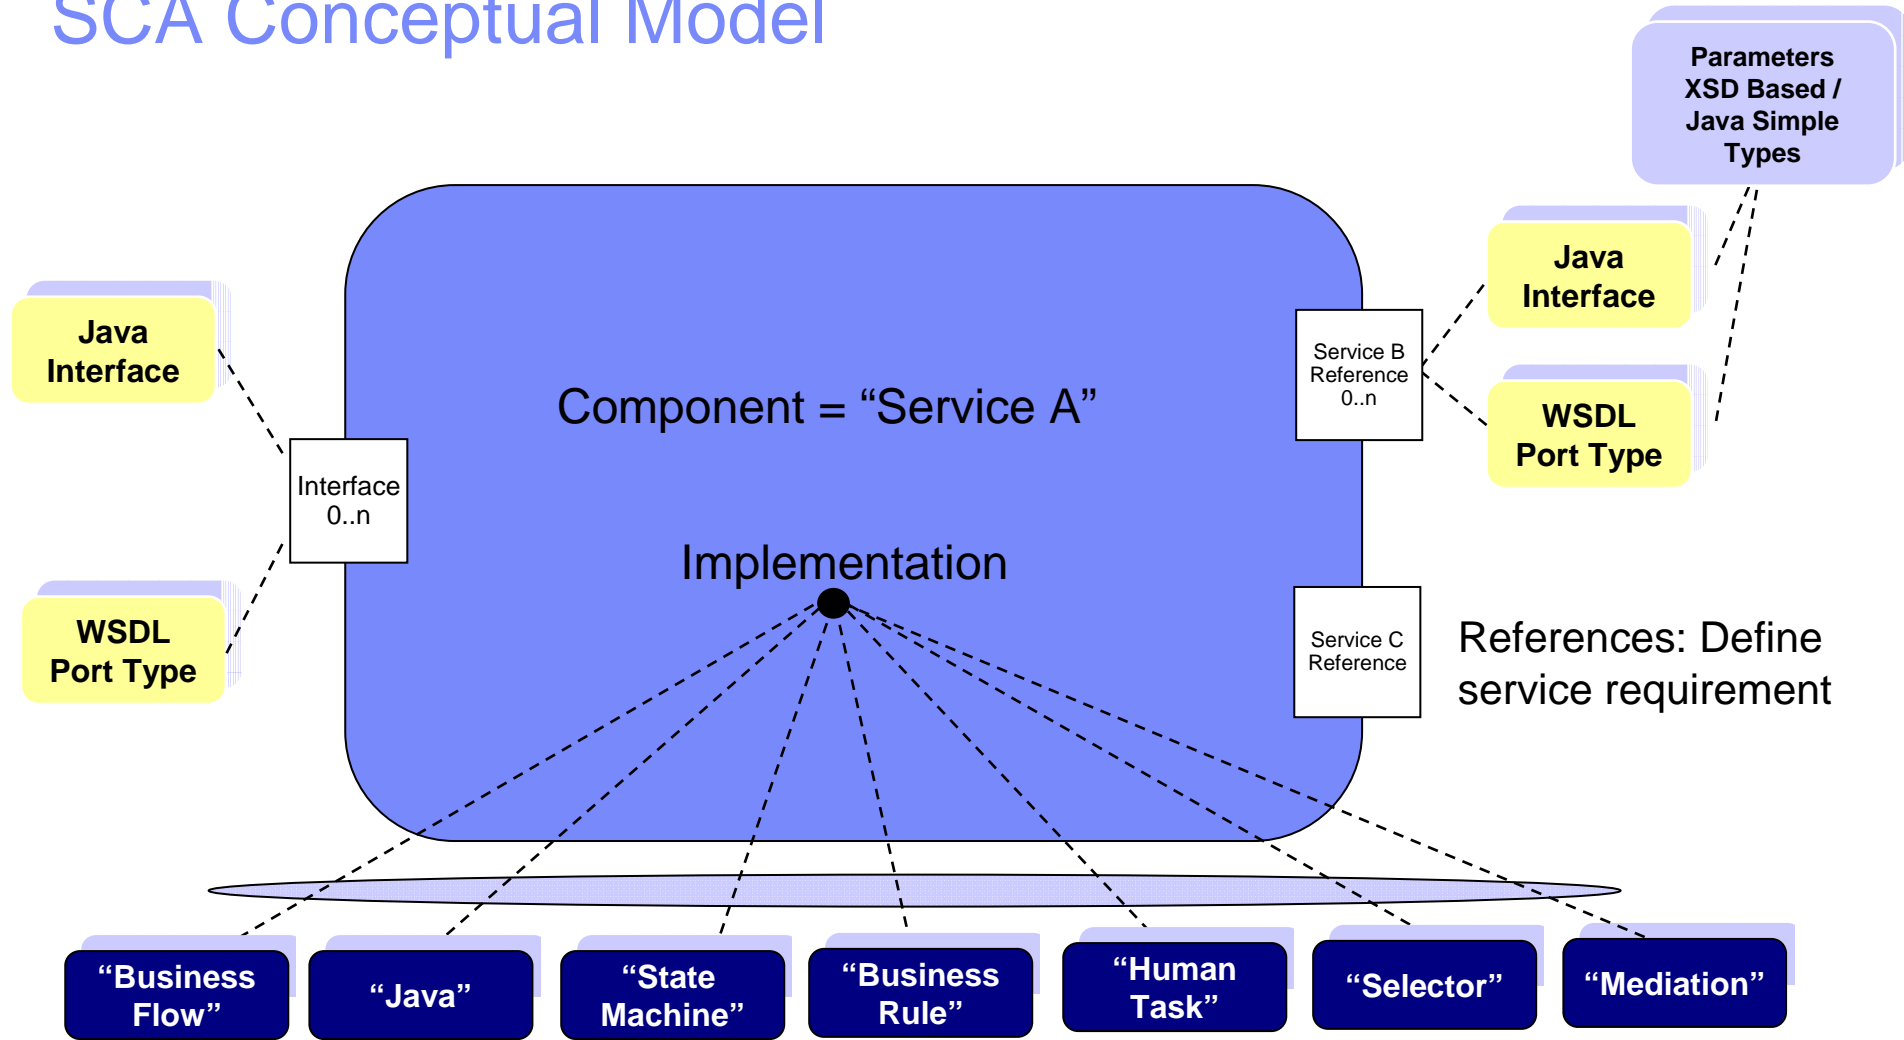 SCA Conceptual Model
Parameters
XSD Based /
Java Simple
Types
Java
Interface
WSDL
Port Type
Interface
0..n
Component = “Service A”
Implementation
Service B
Reference
0..n
Java
Interface
WSDL
Port Type
Service C
Reference
References: Define
service requirement
“Business
Flow”
“Java”
“State
Machine”
“Business
Rule”
“Human
Task”
“Selector”
“Mediation”